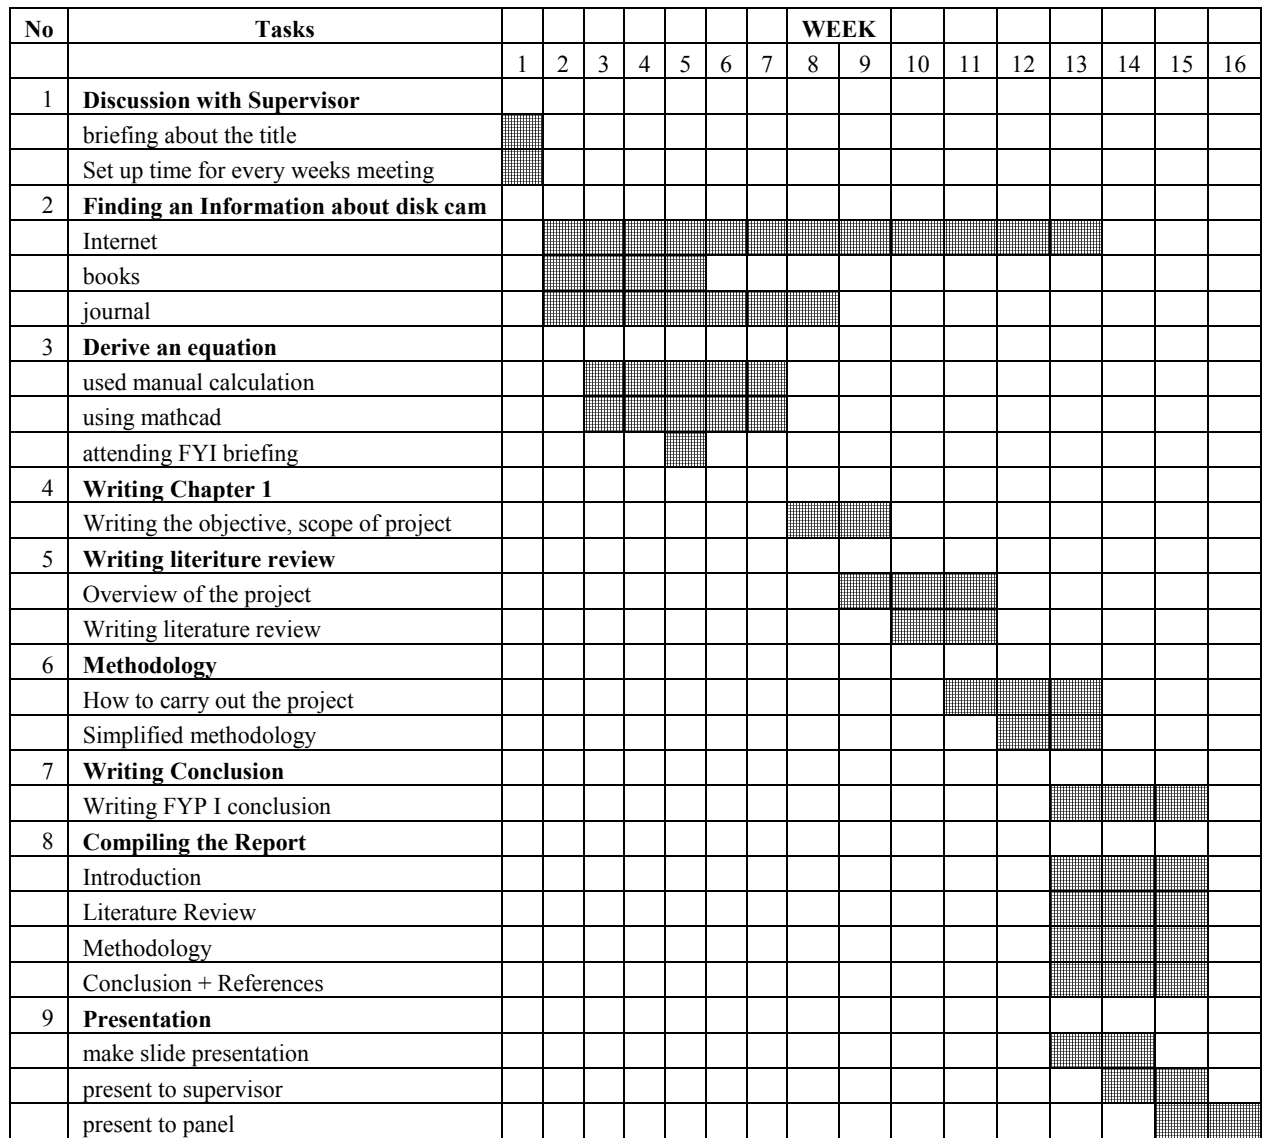 No Tasks WEEK
1 2 3 4 5 6 7 8 9 10 11 12 13 14 15 16
1 Discussion with Supervisor
briefing about the title
Set up time for every weeks meeting
2 Finding an Information about disk cam
Internet
books
journal
3 Derive an equation
used manual calculation
using mathcad
attending FYI briefing
4 Writing Chapter 1
Writing the objective, scope of project
5 Writing literiture review
Overview of the project
Writing literature review
6 Methodology
How to carry out the project
Simplified methodology
7 Writing Conclusion
Writing FYP I conclusion
8 Compiling the Report
Introduction
Literature Review
Methodology
Conclusion + References
9 Presentation
make slide presentation
present to supervisor
present to panel